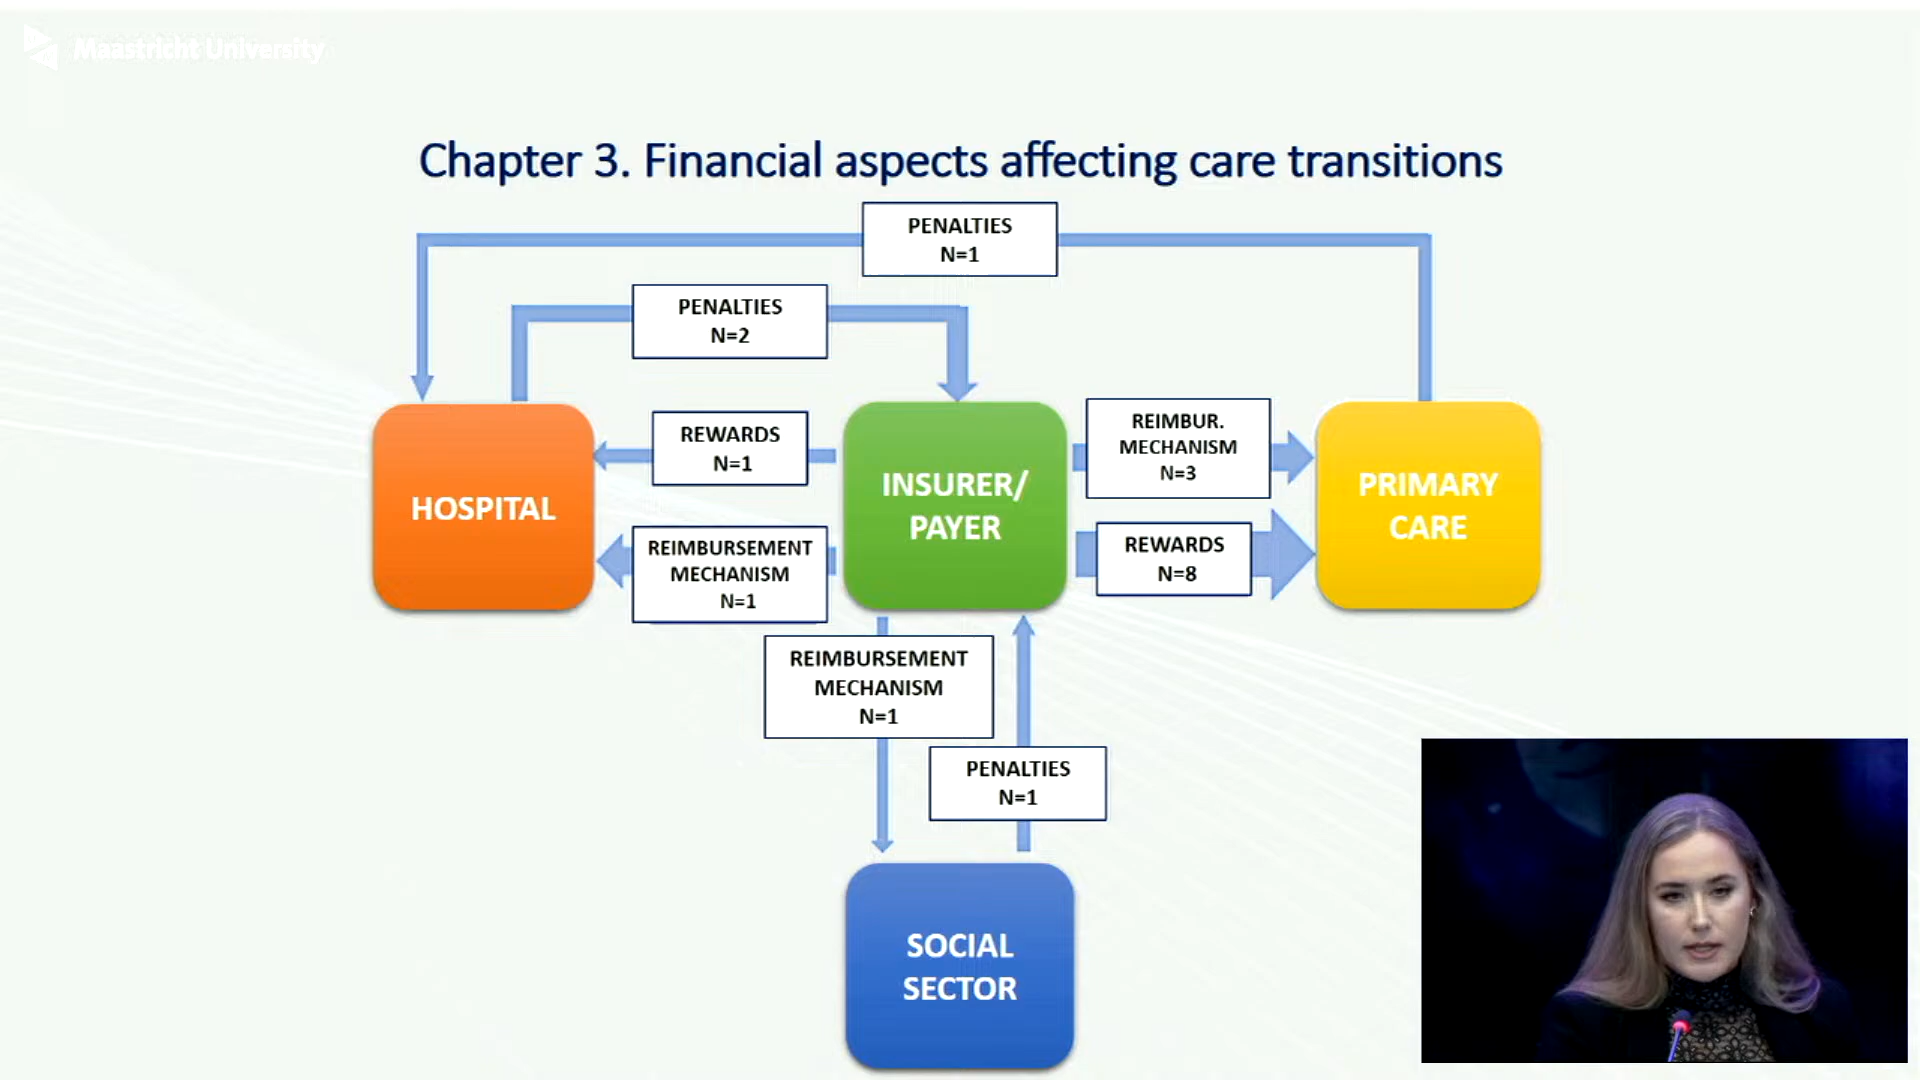 Maastricht University
Chapter 3. Financial aspects affecting care transitions
PENALTIES
N=1
PENALTIES
N=2
REWARDS
N=1
REIMBUR.
MECHANISM
N=3
HOSPITAL
INSURER/
PAYER
PRIMARY
CARE
REIMBURSEMENT
MECHANISM
N=1
REWARDS
N=8
REIMBURSEMENT
MECHANISM
N=1
PENALTIES
N=1
SOCIAL
SECTOR